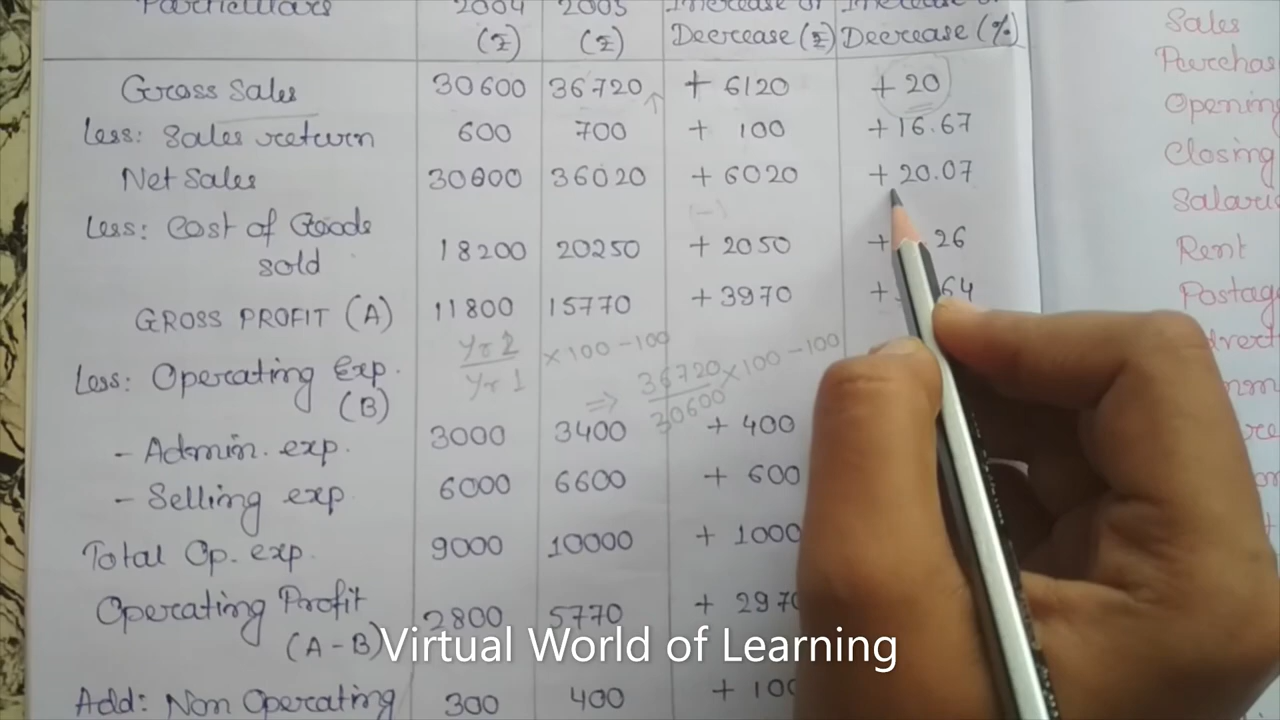 Particulars 2004 2005 Increase or Increase or
(₹) (₹) Decrease (₹) Decrease (%)
Gross Sales 30600 36720 + 6120 + 20
Less: Sales return 600 700 + 100 +16.67
Net Sales 30000 36020 + 6020 +20.07
(-)
Less: Cost of Goods
sold 18200 20250 + 2050 + 26
GROSS PROFIT (A) 11800 15770 +3970 + 64
Yr 2
Yr 1 × 100 - 100
Less: Operating Exp.
(B)
⇒ 36720
30600 × 100 - 100
- Admin. exp. 3000 3400 + 400
- Selling exp. 6000 6600 + 600
Total Op. exp. 9000 10000 + 1000
Operating Profit
(A - B) 2800 5770 + 2970
Add: Non Operating 300 400 + 100
Sales
Opening
Closing
Rent
Virtual World of Learning